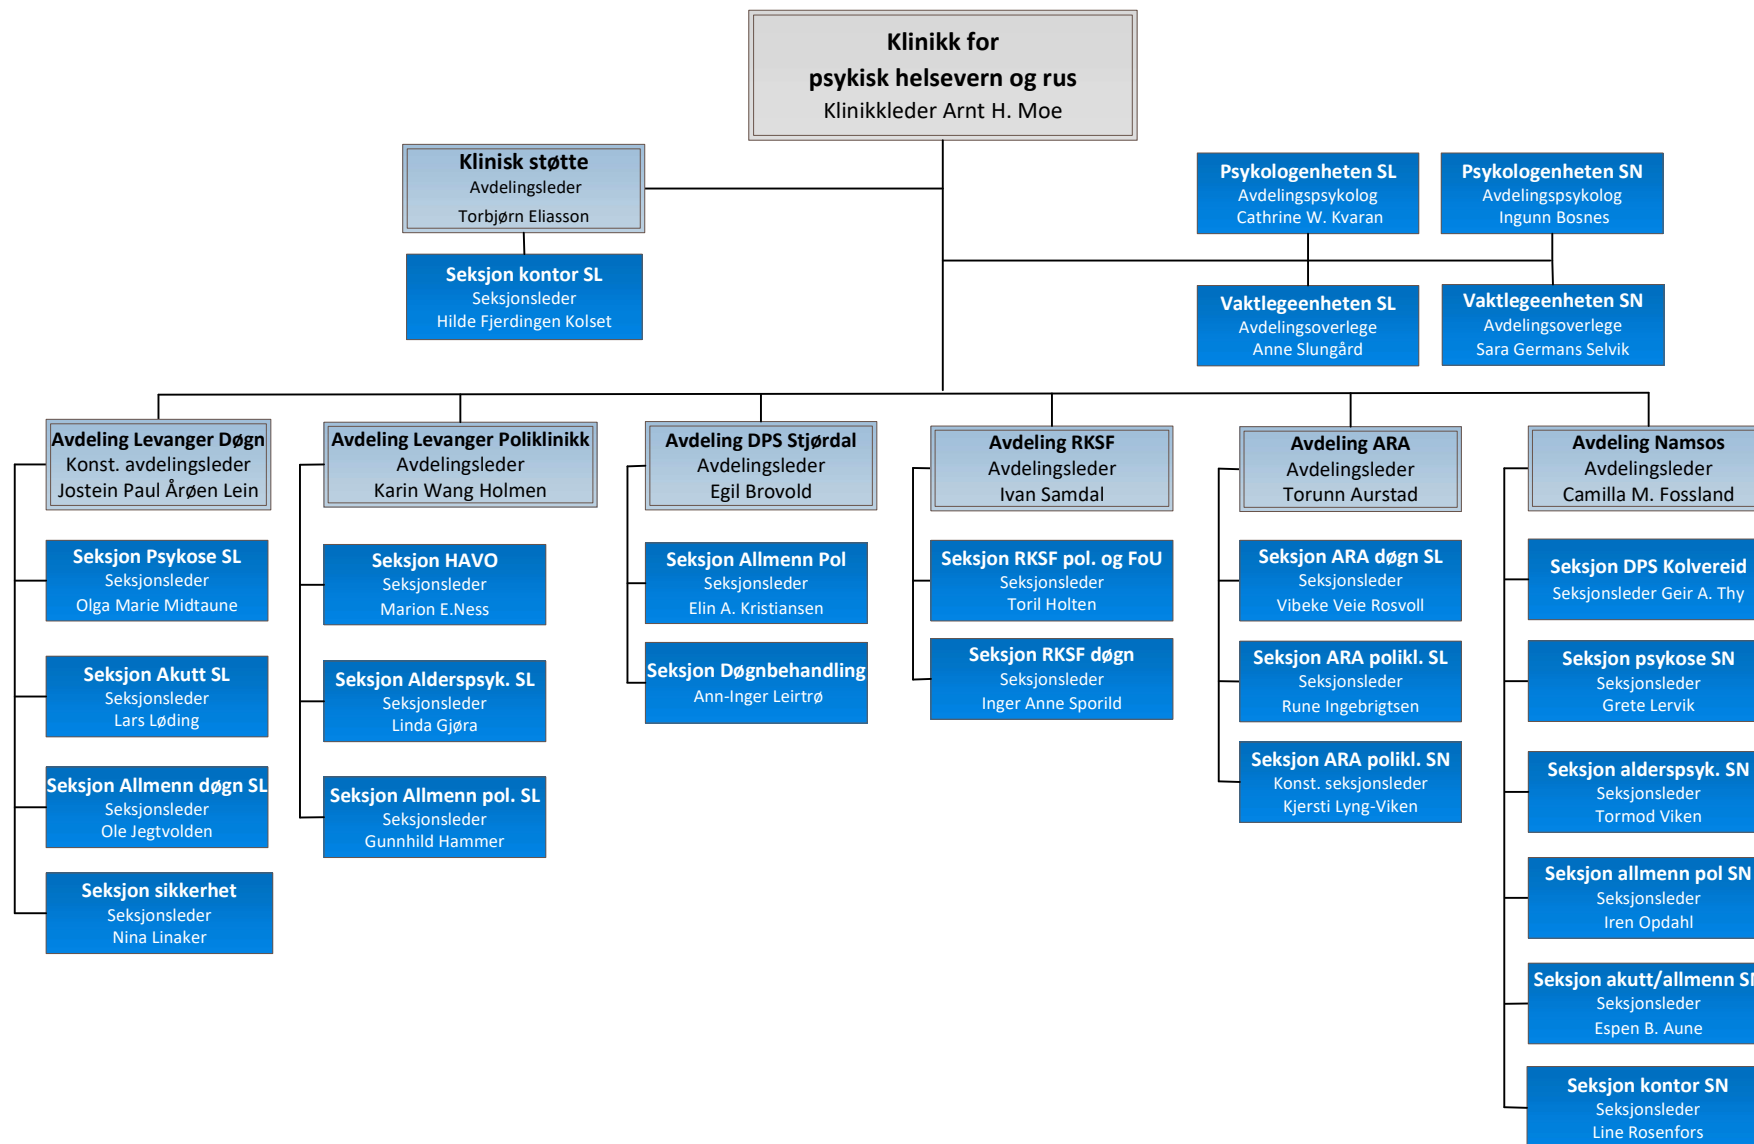 Klinikk for
psykisk helsevern og rus
Klinikkleder Arnt H. Moe
Klinisk støtte
Avdelingsleder
Torbjørn Eliasson
Seksjon kontor SL
Seksjonsleder
Hilde Fjerdingen Kolset
Psykologenheten SL
Avdelingspsykolog
Cathrine W. Kvaran
Psykologenheten SN
Avdelingspsykolog
Ingunn Bosnes
Vaktlegeenheten SL
Avdelingsoverlege
Anne Slungård
Vaktlegeenheten SN
Avdelingsoverlege
Sara Germans Selvik
Avdeling Levanger Døgn
Konst. avdelingsleder
Jostein Paul Årøen Lein
Seksjon Psykose SL
Seksjonsleder
Olga Marie Midtaune
Seksjon Akutt SL
Seksjonsleder
Lars Løding
Seksjon Allmenn døgn SL
Seksjonsleder
Ole Jegtvolden
Seksjon sikkerhet
Seksjonsleder
Nina Linaker
Avdeling Levanger Poliklinikk
Avdelingsleder
Karin Wang Holmen
Seksjon HAVO
Seksjonsleder
Marion E.Ness
Seksjon Alderspsyk. SL
Seksjonsleder
Linda Gjøra
Seksjon Allmenn pol. SL
Seksjonsleder
Gunnhild Hammer
Avdeling DPS Stjørdal
Avdelingsleder
Egil Brovold
Seksjon Allmenn Pol
Seksjonsleder
Elin A. Kristiansen
Seksjon Døgnbehandling
Ann-Inger Leirtrø
Avdeling RKSF
Avdelingsleder
Ivan Samdal
Seksjon RKSF pol. og FoU
Seksjonsleder
Toril Holten
Seksjon RKSF døgn
Seksjonsleder
Inger Anne Sporild
Avdeling ARA
Avdelingsleder
Torunn Aurstad
Seksjon ARA døgn SL
Seksjonsleder
Vibeke Veie Rosvoll
Seksjon ARA polikl. SL
Seksjonsleder
Rune Ingebrigtsen
Seksjon ARA polikl. SN
Konst. seksjonsleder
Kjersti Lyng-Viken
Avdeling Namsos
Avdelingsleder
Camilla M. Fossland
Seksjon DPS Kolvereid
Seksjonsleder Geir A. Thy
Seksjon psykose SN
Seksjonsleder
Grete Lervik
Seksjon alderspsyk. SN
Seksjonsleder
Tormod Viken
Seksjon allmenn pol SN
Seksjonsleder
Iren Opdahl
Seksjon akutt/allmenn SN
Seksjonsleder
Espen B. Aune
Seksjon kontor SN
Seksjonsleder
Line Rosenfors